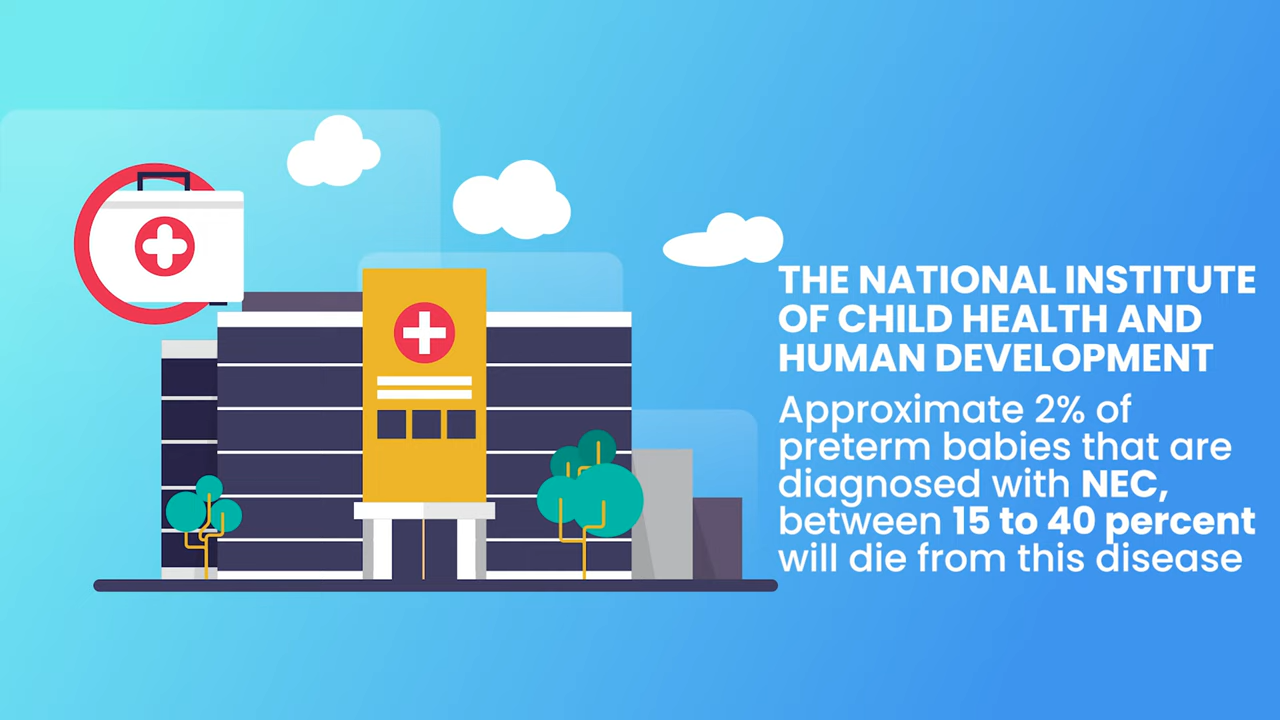 THE NATIONAL INSTITUTE
OF CHILD HEALTH AND
HUMAN DEVELOPMENT
Approximate 2% of
preterm babies that are
diagnosed with NEC,
between 15 to 40 percent
will die from this disease